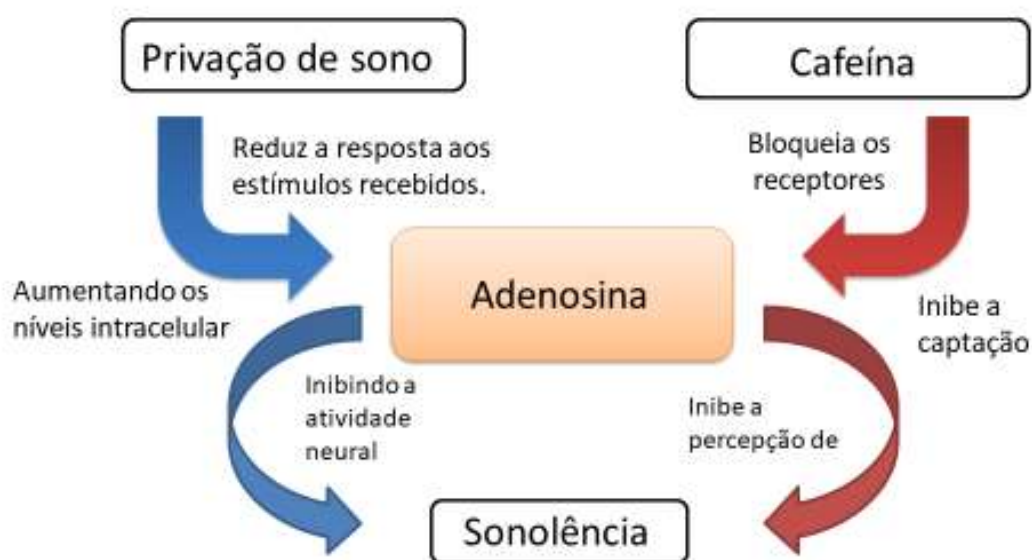 Privação de sono
Cafeína
Reduz a resposta aos
estímulos recebidos.
Bloqueia os
receptores
Aumentando os
níveis intracelular
Adenosina
Inibe a
captação
Inibindo a
atividade
neural
Inibe a
percepção de
Sonolência